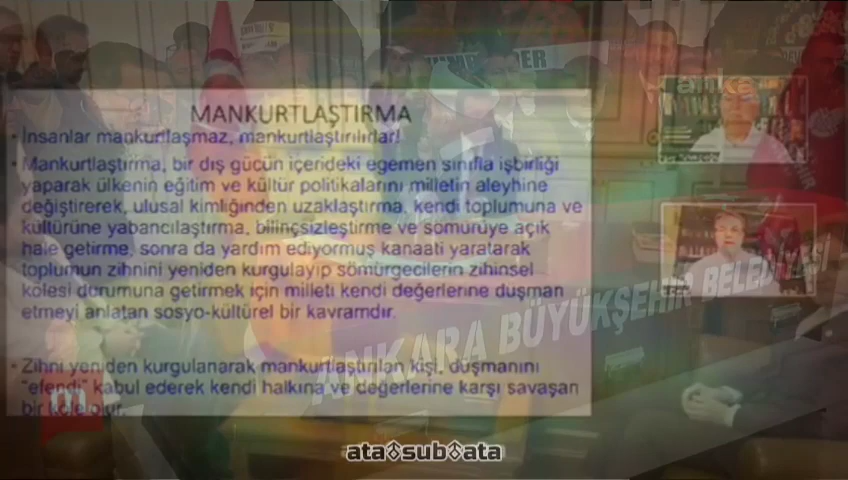 MANKURTLAŞTIRMA
• İnsanlar mankurtlaşmaz, mankurtlaştırılırlar!
• Mankurtlaştırma, bir dış gücün içerideki egemen sınıfla işbirliği
yaparak ülkenin eğitim ve kültür politikalarını milletin aleyhine
değiştirerek, ulusal kimliğinden uzaklaştırma, kendi toplumuna ve
kültürüne yabancılaştırma, bilinçsizleştirme ve sömürüye açık
hale getirme, sonra da yardım ediyormuş kanaati yaratarak
toplumun zihnini yeniden kurgulayıp sömürgecilerin zihinsel
kölesi durumuna getirmek için milleti kendi değerlerine düşman
etmeyi anlatan sosyo-kültürel bir kavramdır.
• Zihni yeniden kurgulanarak mankurtlaştırılan kişi, düşmanını
"efendi" kabul ederek kendi halkına ve değerlerine karşı savaşan
bir köle olur.
anka
ANKARA BÜYÜKŞEHİR BELEDİYESİ
m.
ata sub ata